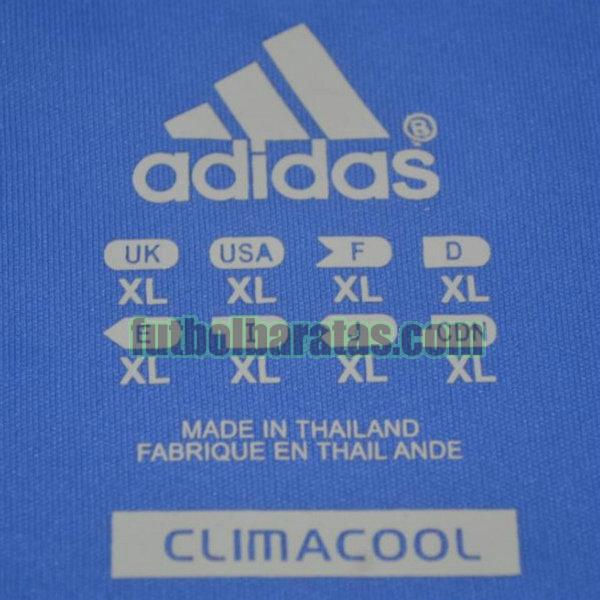 ®
adidas
UK USA F D
XL XL XL XL
E I J CDN
futbolbaratas.com
XL XL XL XL
MADE IN THAILAND
FABRIQUE EN THAIL ANDE
CLIMACOOL